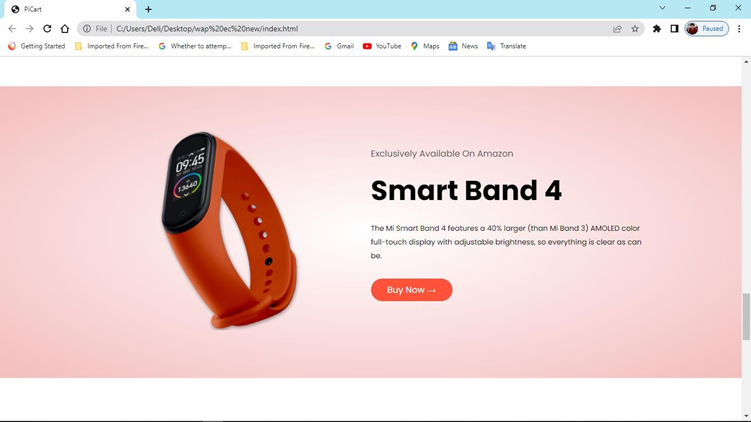 PiCart
File
C:/Users/Dell/Desktop/wap%20ec%20new/index.html
Paused
Getting Started
Imported From Fire...
Whether to attemp...
Imported From Fire...
Gmail
YouTube
Maps
News
Translate
09:45
13640
Exclusively Available On Amazon
Smart Band 4
The Mi Smart Band 4 features a 40% larger (than Mi Band 3) AMOLED color
full-touch display with adjustable brightness, so everything is clear as can
be.
Buy Now →